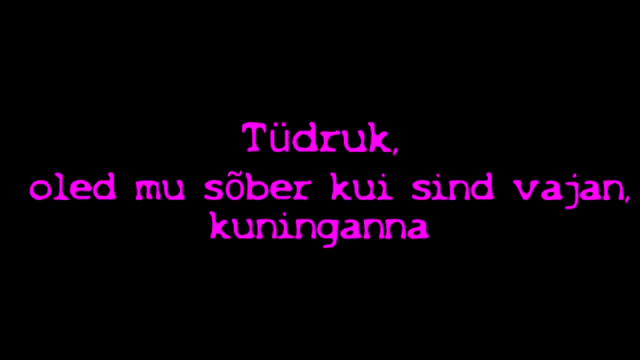 Tüdruk,
oled mu sõber kui sind vajan,
kuninganna